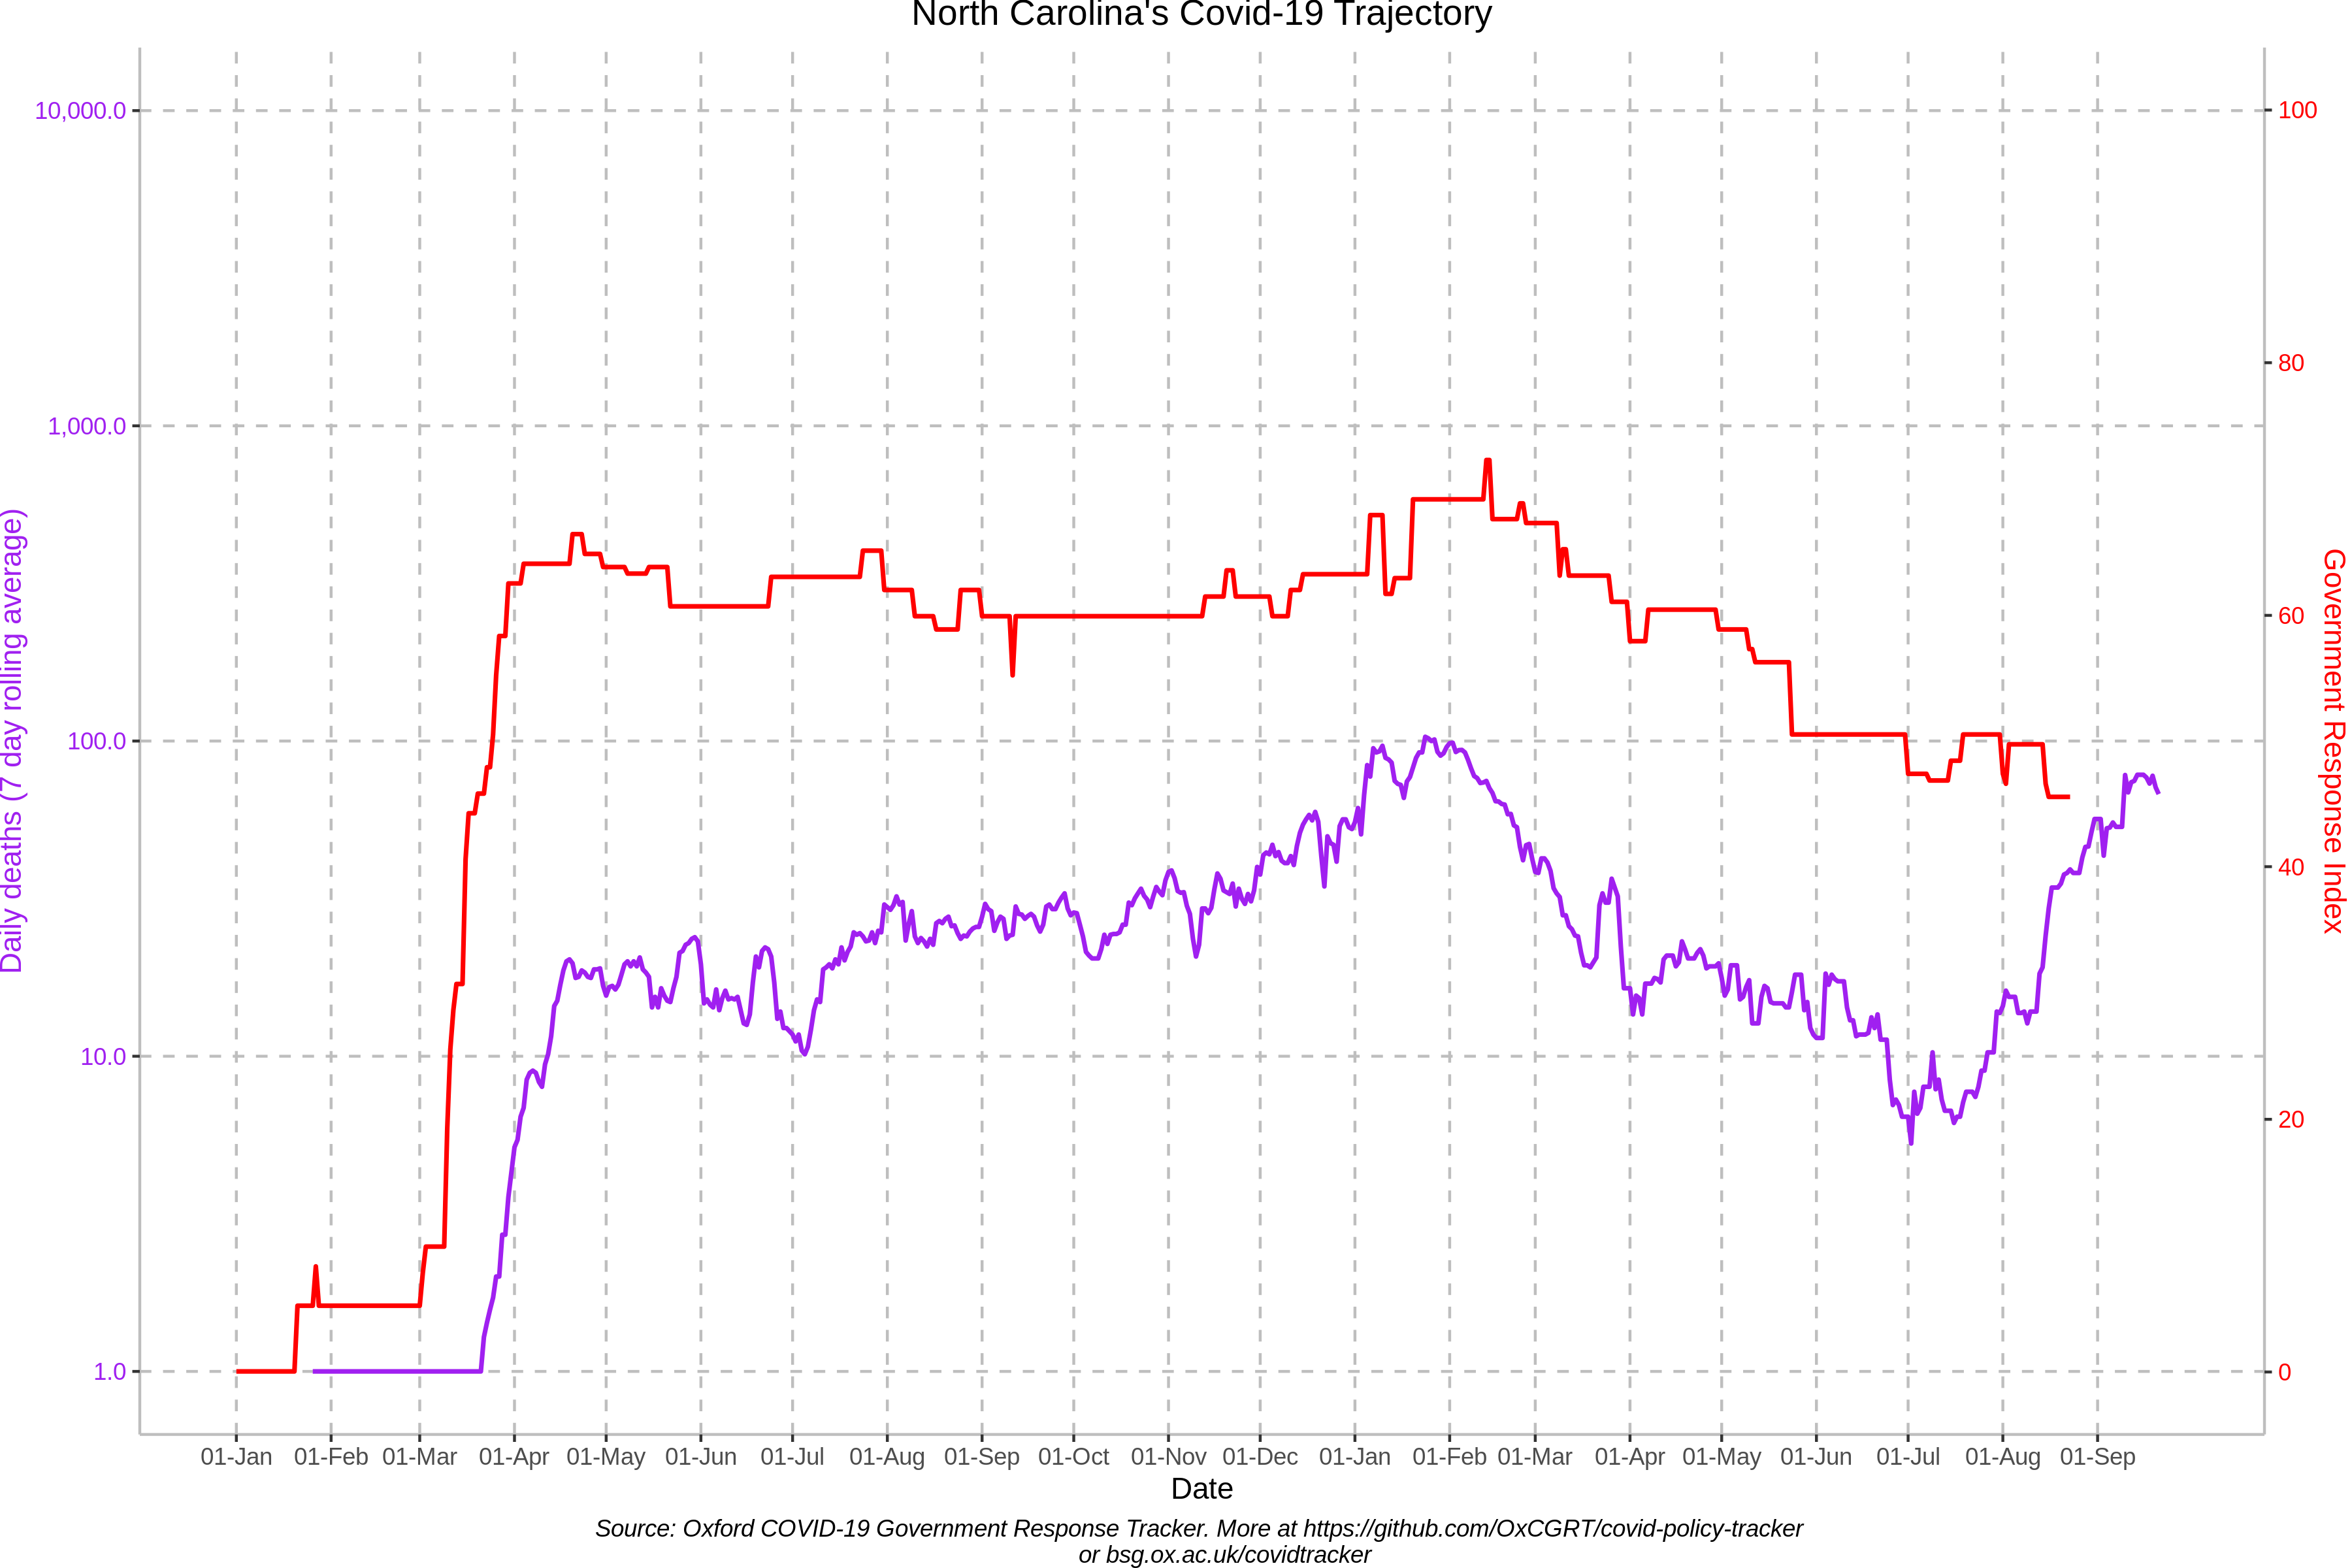 North Carolina's Covid-19 Trajectory
10,000.0
1,000.0
100.0
10.0
1.0
Daily deaths (7 day rolling average)
100
80
60
40
20
0
Government Response Index
01-Jan 01-Feb 01-Mar 01-Apr 01-May 01-Jun 01-Jul 01-Aug 01-Sep 01-Oct 01-Nov 01-Dec 01-Jan 01-Feb 01-Mar 01-Apr 01-May 01-Jun 01-Jul 01-Aug 01-Sep
Date
Source: Oxford COVID-19 Government Response Tracker. More at https://github.com/OxCGRT/covid-policy-tracker
or bsg.ox.ac.uk/covidtracker